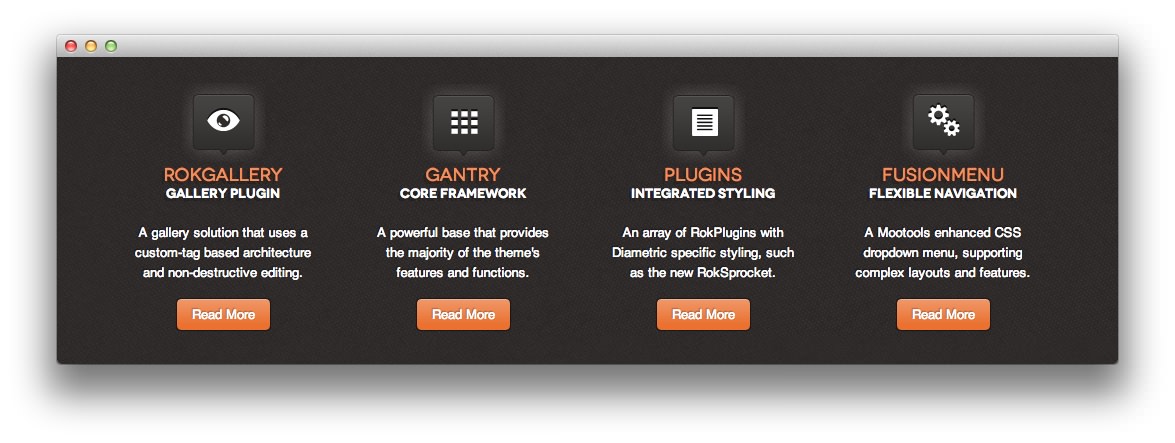 ROKGALLERY
GALLERY PLUGIN
A gallery solution that uses a
custom-tag based architecture
and non-destructive editing.
Read More
GANTRY
CORE FRAMEWORK
A powerful base that provides
the majority of the theme's
features and functions.
Read More
PLUGINS
INTEGRATED STYLING
An array of RokPlugins with
Diametric specific styling, such
as the new RokSprocket.
Read More
FUSIONMENU
FLEXIBLE NAVIGATION
A Mootools enhanced CSS
dropdown menu, supporting
complex layouts and features.
Read More